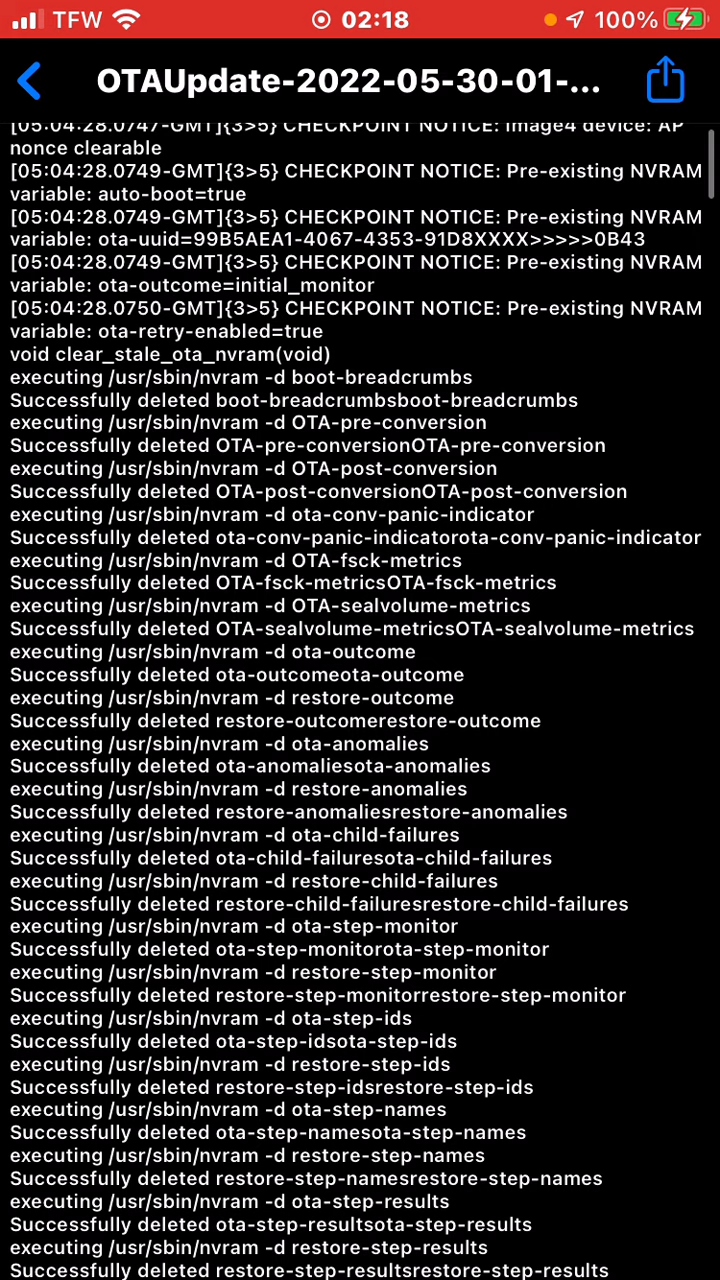 TFW 02:18 100%
OTAUpdate-2022-05-30-01-...
[05:04:28.0747-GMT]{3>5} CHECKPOINT NOTICE: Image4 device: AP
nonce clearable
[05:04:28.0749-GMT]{3>5} CHECKPOINT NOTICE: Pre-existing NVRAM
variable: auto-boot=true
[05:04:28.0749-GMT]{3>5} CHECKPOINT NOTICE: Pre-existing NVRAM
variable: ota-uuid=99B5AEA1-4067-4353-91D8XXXX>>>>>0B43
[05:04:28.0749-GMT]{3>5} CHECKPOINT NOTICE: Pre-existing NVRAM
variable: ota-outcome=initial_monitor
[05:04:28.0750-GMT]{3>5} CHECKPOINT NOTICE: Pre-existing NVRAM
variable: ota-retry-enabled=true
void clear_stale_ota_nvram(void)
executing /usr/sbin/nvram -d boot-breadcrumbs
Successfully deleted boot-breadcrumbsboot-breadcrumbs
executing /usr/sbin/nvram -d OTA-pre-conversion
Successfully deleted OTA-pre-conversionOTA-pre-conversion
executing /usr/sbin/nvram -d OTA-post-conversion
Successfully deleted OTA-post-conversionOTA-post-conversion
executing /usr/sbin/nvram -d ota-conv-panic-indicator
Successfully deleted ota-conv-panic-indicatorota-conv-panic-indicator
executing /usr/sbin/nvram -d OTA-fsck-metrics
Successfully deleted OTA-fsck-metricsOTA-fsck-metrics
executing /usr/sbin/nvram -d OTA-sealvolume-metrics
Successfully deleted OTA-sealvolume-metricsOTA-sealvolume-metrics
executing /usr/sbin/nvram -d ota-outcome
Successfully deleted ota-outcomeota-outcome
executing /usr/sbin/nvram -d restore-outcome
Successfully deleted restore-outcomerestore-outcome
executing /usr/sbin/nvram -d ota-anomalies
Successfully deleted ota-anomaliesota-anomalies
executing /usr/sbin/nvram -d restore-anomalies
Successfully deleted restore-anomaliesrestore-anomalies
executing /usr/sbin/nvram -d ota-child-failures
Successfully deleted ota-child-failuresota-child-failures
executing /usr/sbin/nvram -d restore-child-failures
Successfully deleted restore-child-failuresrestore-child-failures
executing /usr/sbin/nvram -d ota-step-monitor
Successfully deleted ota-step-monitorota-step-monitor
executing /usr/sbin/nvram -d restore-step-monitor
Successfully deleted restore-step-monitorrestore-step-monitor
executing /usr/sbin/nvram -d ota-step-ids
Successfully deleted ota-step-idsota-step-ids
executing /usr/sbin/nvram -d restore-step-ids
Successfully deleted restore-step-idsrestore-step-ids
executing /usr/sbin/nvram -d ota-step-names
Successfully deleted ota-step-namesota-step-names
executing /usr/sbin/nvram -d restore-step-names
Successfully deleted restore-step-namesrestore-step-names
executing /usr/sbin/nvram -d ota-step-results
Successfully deleted ota-step-resultsota-step-results
executing /usr/sbin/nvram -d restore-step-results
Successfully deleted restore-step-resultsrestore-step-results